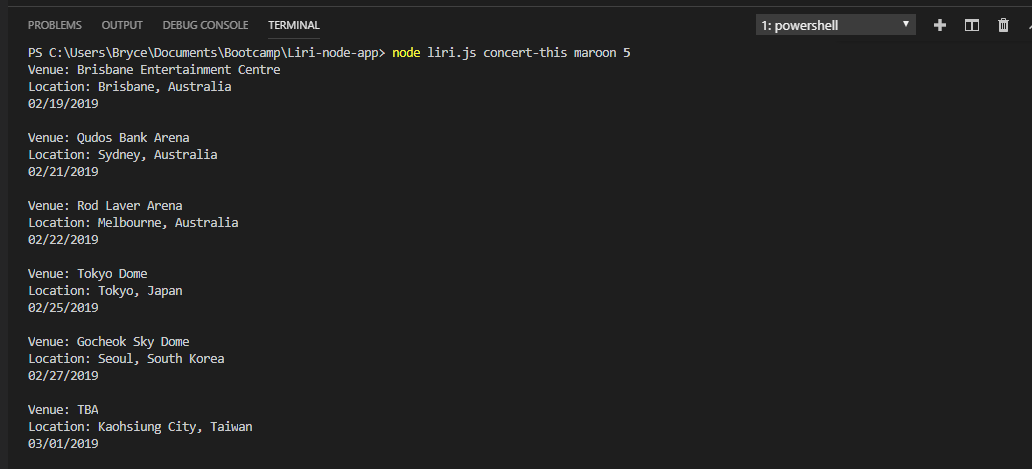 PROBLEMS OUTPUT DEBUG CONSOLE TERMINAL 1: powershell
PS C:\Users\Bryce\Documents\Bootcamp\Liri-node-app> node liri.js concert-this maroon 5
Venue: Brisbane Entertainment Centre
Location: Brisbane, Australia
02/19/2019
Venue: Qudos Bank Arena
Location: Sydney, Australia
02/21/2019
Venue: Rod Laver Arena
Location: Melbourne, Australia
02/22/2019
Venue: Tokyo Dome
Location: Tokyo, Japan
02/25/2019
Venue: Gocheok Sky Dome
Location: Seoul, South Korea
02/27/2019
Venue: TBA
Location: Kaohsiung City, Taiwan
03/01/2019